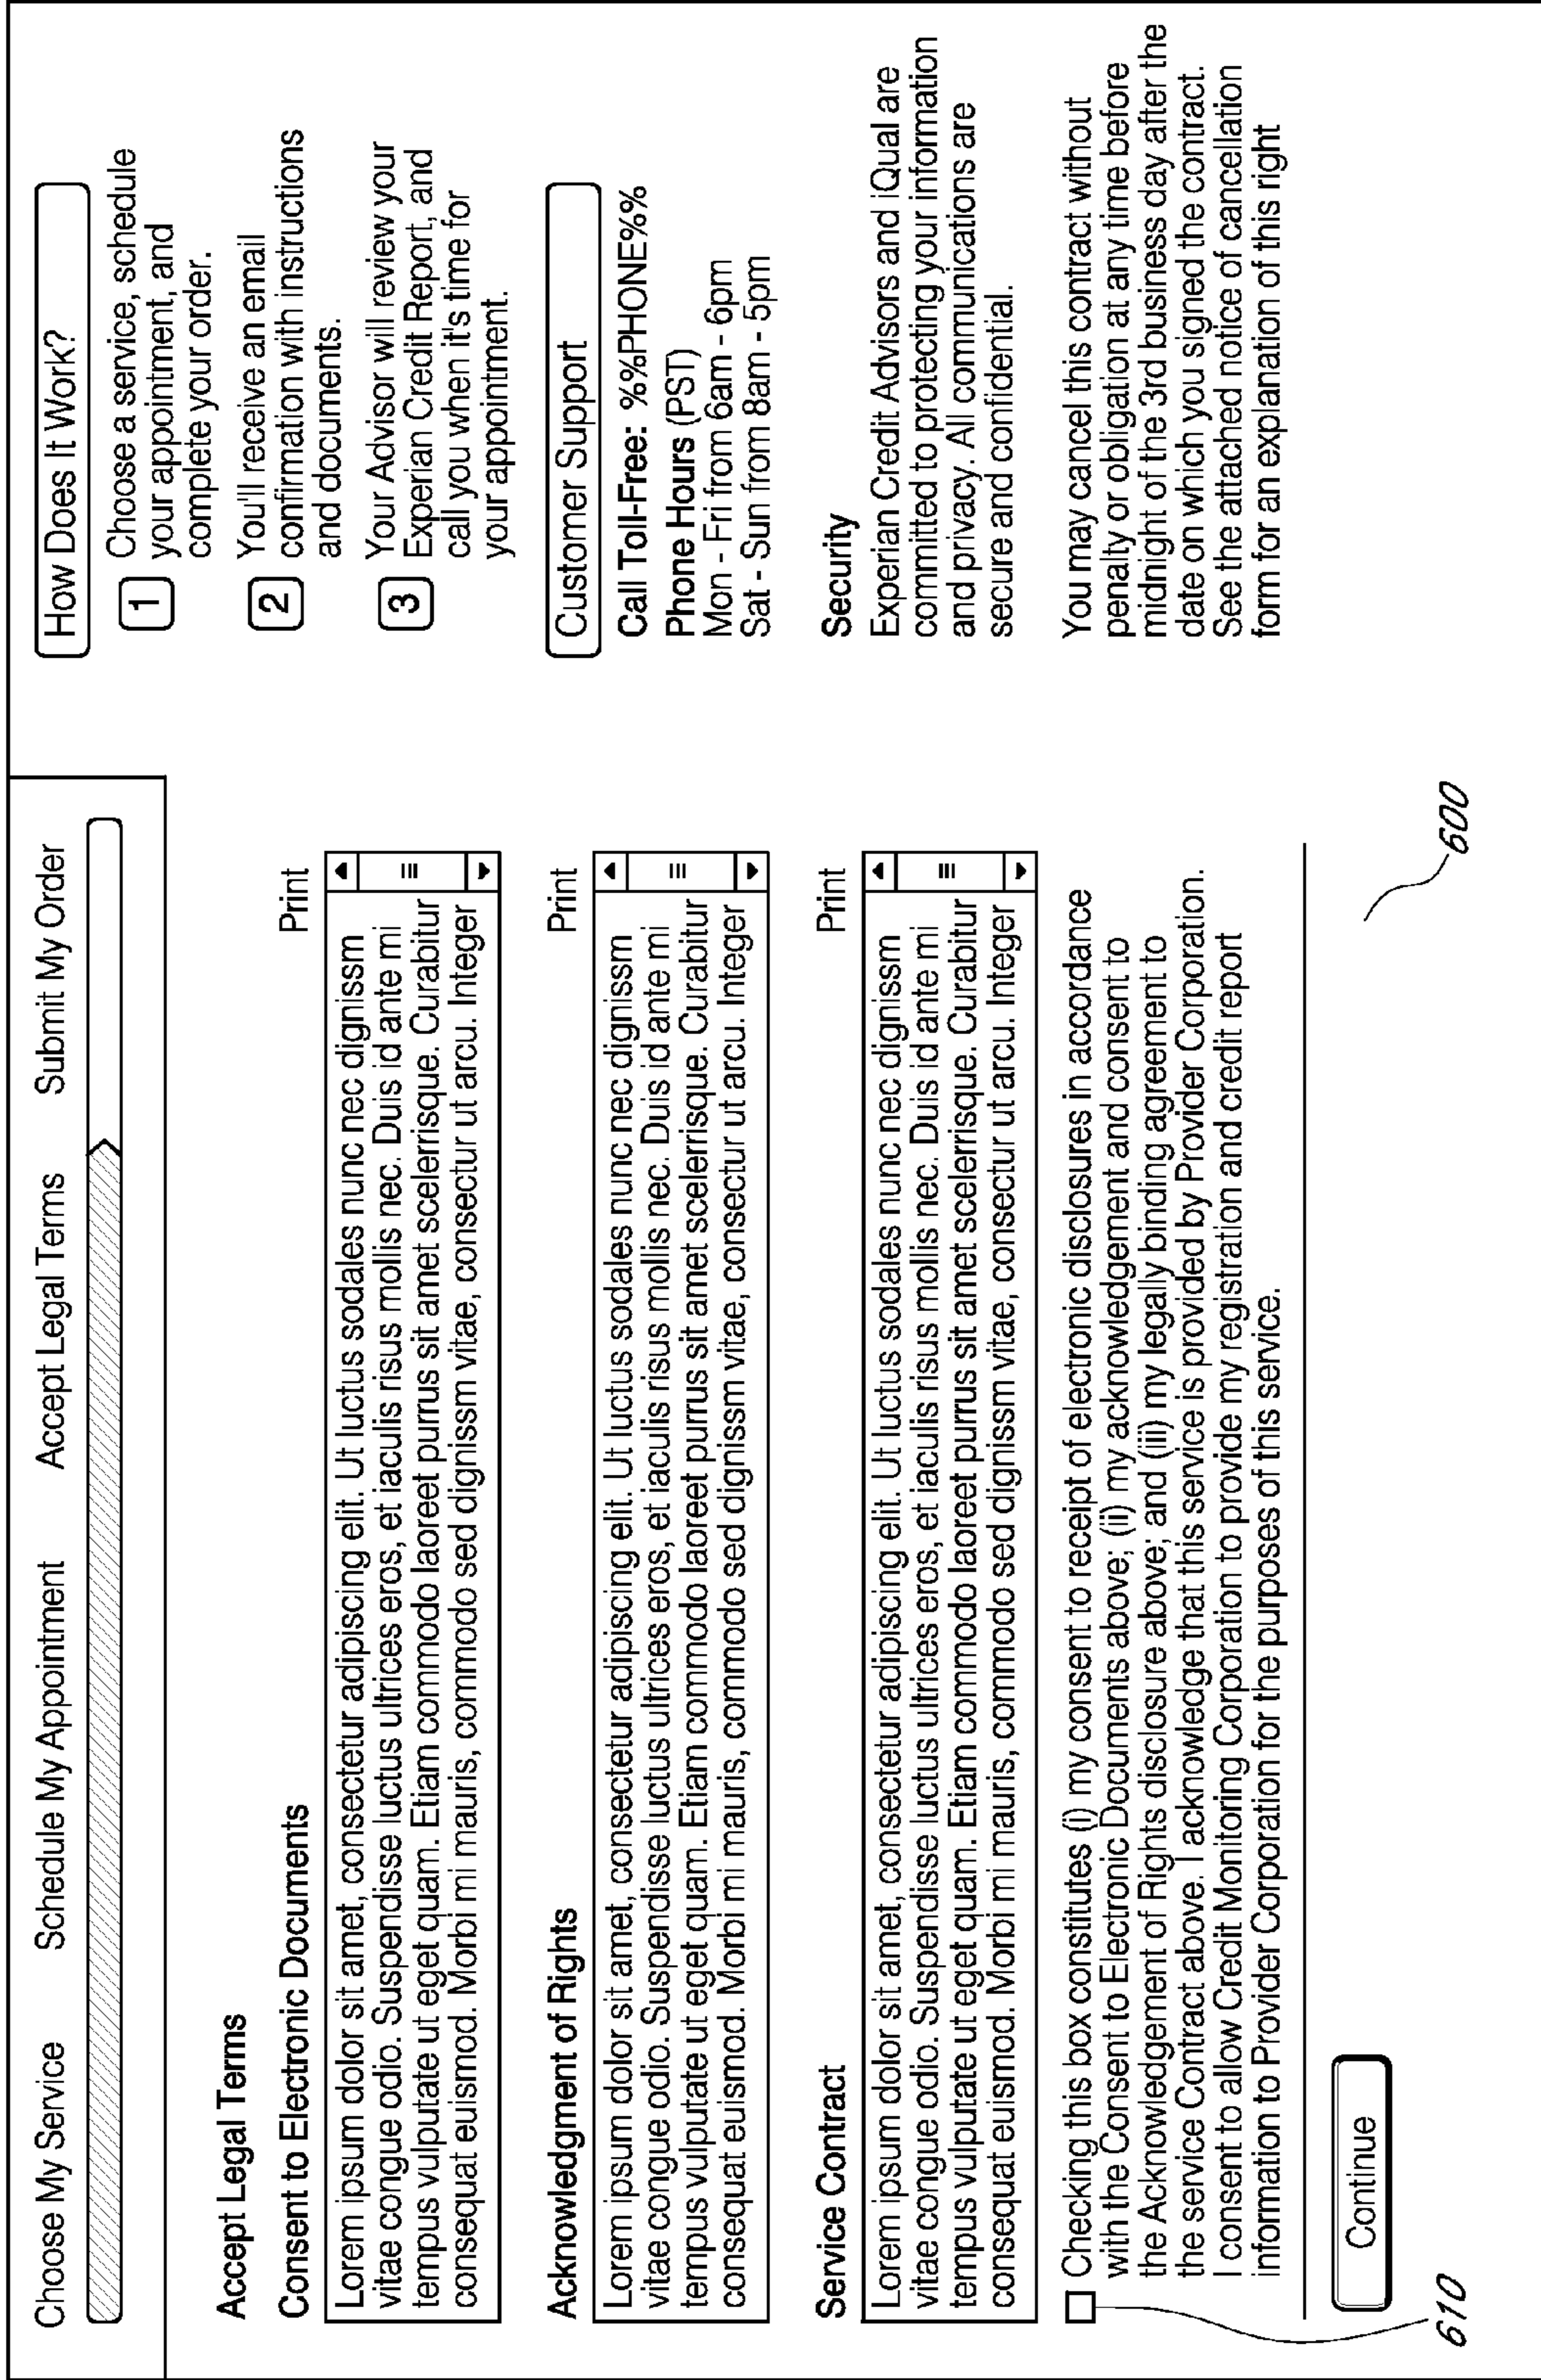 Choose My Service
Schedule My Appointment
Accept Legal Terms
Submit My Order
Accept Legal Terms
Consent to Electronic Documents
Print
Lorem ipsum dolor sit amet, consectetur adipiscing elit. Ut luctus sodales nunc nec dignissm
vitae congue odio. Suspendisse luctus ultrices eros, et iaculis risus mollis nec. Duis id ante mi
tempus vulputate ut eget quam. Etiam commodo laoreet purrus sit amet scelerrisque. Curabitur
consequat euismod. Morbi mi mauris, commodo sed dignissm vitae, consectur ut arcu. Integer
Acknowledgment of Rights
Print
Lorem ipsum dolor sit amet, consectetur adipiscing elit. Ut luctus sodales nunc nec dignissm
vitae congue odio. Suspendisse luctus ultrices eros, et iaculis risus mollis nec. Duis id ante mi
tempus vulputate ut eget quam. Etiam commodo laoreet purrus sit amet scelerrisque. Curabitur
consequat euismod. Morbi mi mauris, commodo sed dignissm vitae, consectur ut arcu. Integer
Service Contract
Print
Lorem ipsum dolor sit amet, consectetur adipiscing elit. Ut luctus sodales nunc nec dignissm
vitae congue odio. Suspendisse luctus ultrices eros, et iaculis risus mollis nec. Duis id ante mi
tempus vulputate ut eget quam. Etiam commodo laoreet purrus sit amet scelerrisque. Curabitur
consequat euismod. Morbi mi mauris, commodo sed dignissm vitae, consectur ut arcu. Integer
Checking this box constitutes (i) my consent to receipt of electronic disclosures in accordance
with the Consent to Electronic Documents above; (ii) my acknowledgement and consent to
the Acknowledgement of Rights disclosure above; and (iii) my legally binding agreement to
the service Contract above. I acknowledge that this service is provided by Provider Corporation.
I consent to allow Credit Monitoring Corporation to provide my registration and credit report
information to Provider Corporation for the purposes of this service.
Continue
610
600
How Does It Work?
1 Choose a service, schedule
your appointment, and
complete your order.
2 You'll receive an email
confirmation with instructions
and documents.
3 Your Advisor will review your
Experian Credit Report, and
call you when it's time for
your appointment.
Customer Support
Call Toll-Free: %%PHONE%%
Phone Hours (PST)
Mon - Fri from 6am - 6pm
Sat - Sun from 8am - 5pm
Security
Experian Credit Advisors and iQual are
committed to protecting your information
and privacy. All communications are
secure and confidential.
You may cancel this contract without
penalty or obligation at any time before
midnight of the 3rd business day after the
date on which you signed the contract.
See the attached notice of cancellation
form for an explanation of this right